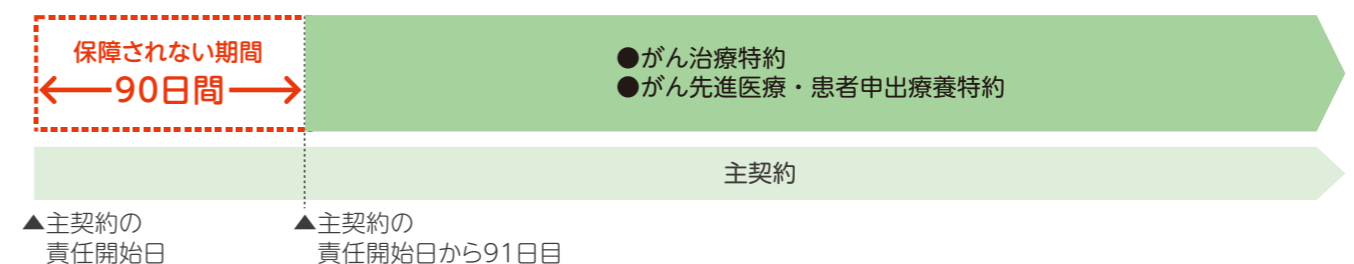 保障されない期間
90日間
●がん治療特約
●がん先進医療・患者申出療養特約
主契約
▲主契約の
責任開始日
▲主契約の
責任開始日から91日目